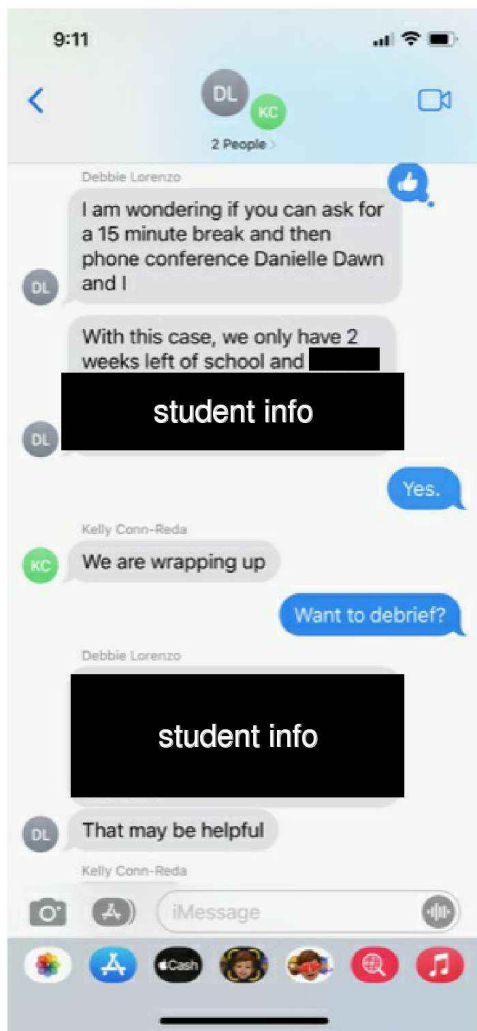 9:11
DL
KC
2 People
Debbie Lorenzo
I am wondering if you can ask for
a 15 minute break and then
phone conference Danielle Dawn
and I
DL
With this case, we only have 2
weeks left of school and
student info
DL
Yes.
Kelly Conn-Reda
KC
We are wrapping up
Want to debrief?
Debbie Lorenzo
student info
DL
That may be helpful
Kelly Conn-Reda
iMessage
Cash